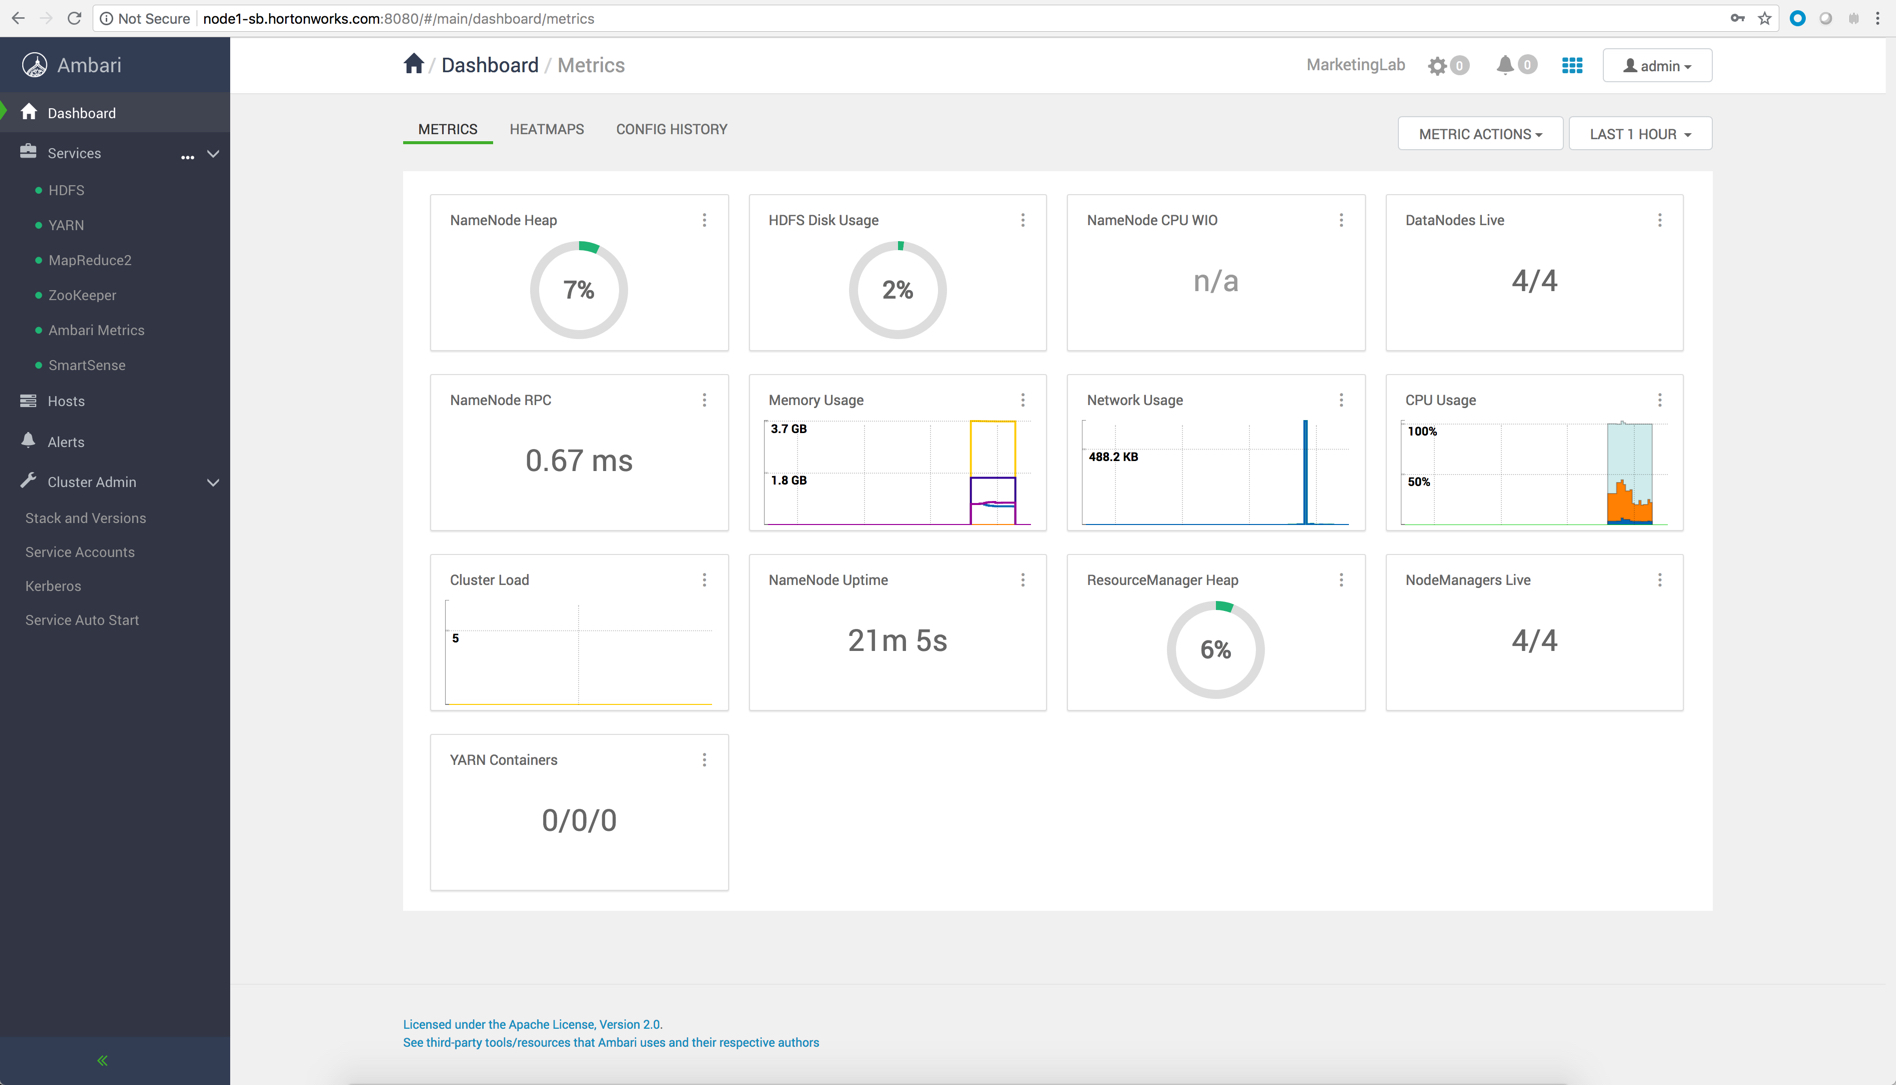 Not Secure node1-sb.hortonworks.com:8080/#/main/dashboard/metrics
Ambari
Dashboard
Services
HDFS
YARN
MapReduce2
ZooKeeper
Ambari Metrics
SmartSense
Hosts
Alerts
Cluster Admin
Stack and Versions
Service Accounts
Kerberos
Service Auto Start
/ Dashboard / Metrics
MarketingLab 0 0 admin
METRICS HEATMAPS CONFIG HISTORY
METRIC ACTIONS LAST 1 HOUR
NameNode Heap
7%
HDFS Disk Usage
2%
NameNode CPU WIO
n/a
DataNodes Live
4/4
NameNode RPC
0.67 ms
Memory Usage
3.7 GB
1.8 GB
Network Usage
488.2 KB
CPU Usage
100%
50%
Cluster Load
5
NameNode Uptime
21m 5s
ResourceManager Heap
6%
NodeManagers Live
4/4
YARN Containers
0/0/0
Licensed under the Apache License, Version 2.0.
See third-party tools/resources that Ambari uses and their respective authors